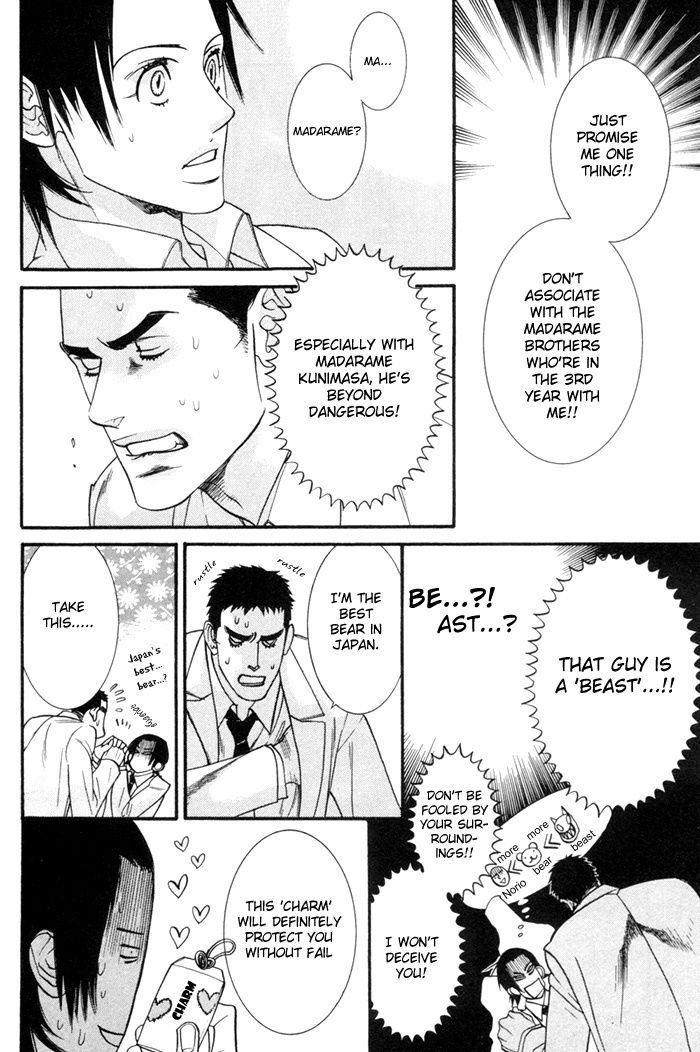 JUST
PROMISE
ME ONE
THING!!
DON'T
ASSOCIATE
WITH THE
MADARAME
BROTHERS
WHO'RE IN
THE 3RD
YEAR WITH
ME!!
MA...
MADARAME?
ESPECIALLY WITH
MADARAME
KUNIMASA, HE'S
BEYOND
DANGEROUS!
THAT GUY IS
A 'BEAST'...!!
BE...?!
AST...?
DON'T BE
FOOLED BY
YOUR SUR-
ROUND-
INGS!!
more
more
Norio
bear
beast
I WON'T
DECEIVE
YOU!
I'M THE
BEST
BEAR IN
JAPAN.
rustle
rustle
TAKE
THIS.....
Japan's
best...
bear...?
squeeze
THIS 'CHARM'
WILL DEFINITELY
PROTECT YOU
WITHOUT FAIL
CHARM